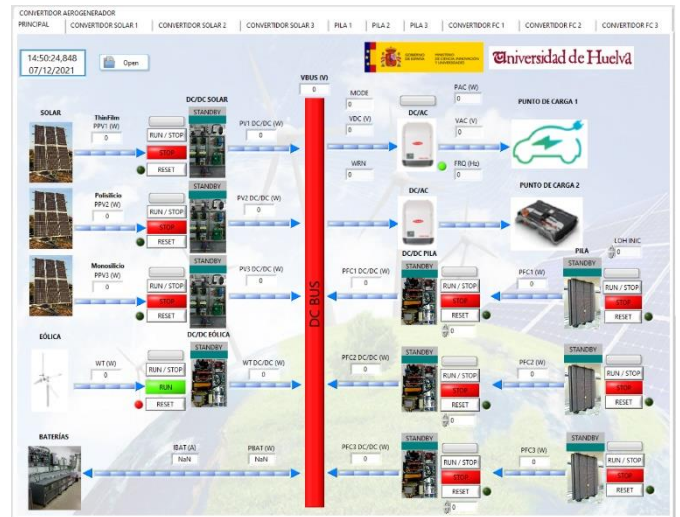 CONVERTIDOR AEROGENERADOR
PRINCIPAL CONVERTIDOR SOLAR 1 CONVERTIDOR SOLAR 2 CONVERTIDOR SOLAR 3 PILA 1 PILA 2 PILA 3 CONVERTIDOR FC 1 CONVERTIDOR FC 2 CONVERTIDOR FC 3
14:50:24,848
07/12/2021
Open
GOBIERNO DE ESPAÑA
MINISTERIO DE CIENCIA, INNOVACIÓN Y UNIVERSIDADES
Universidad de Huelva
VBUS (V)
0
DC BUS
SOLAR
ThinFilm
PPV1 (W)
0
RUN / STOP
STOP
RESET
DC/DC SOLAR
STANDBY
PV1 DC/DC (W)
0
Polisilicio
PPV2 (W)
0
RUN / STOP
STOP
RESET
STANDBY
PV2 DC/DC (W)
0
Monosilicio
PPV3 (W)
0
RUN / STOP
STOP
RESET
STANDBY
PV3 DC/DC (W)
0
EÓLICA
WT (W)
0
RUN / STOP
RUN
RESET
DC/DC EÓLICA
STANDBY
WT DC/DC (W)
0
BATERÍAS
IBAT (A)
NaN
PBAT (W)
NaN
MODE
0
VDC (V)
0
WRN
0
DC/AC
PAC (W)
0
VAC (V)
0
FRQ (Hz)
0
PUNTO DE CARGA 1
DC/AC
PUNTO DE CARGA 2
DC/DC PILA
STANDBY
PFC1 DC/DC (W)
0
RUN / STOP
STOP
RESET
0
PFC1 (W)
0
PILA
STANDBY
LOH INIC
0
RUN / STOP
STOP
RESET
STANDBY
PFC2 DC/DC (W)
0
RUN / STOP
STOP
RESET
0
PFC2 (W)
0
STANDBY
RUN / STOP
STOP
RESET
STANDBY
PFC3 DC/DC (W)
0
RUN / STOP
STOP
RESET
0
PFC3 (W)
0
STANDBY
RUN / STOP
STOP
RESET